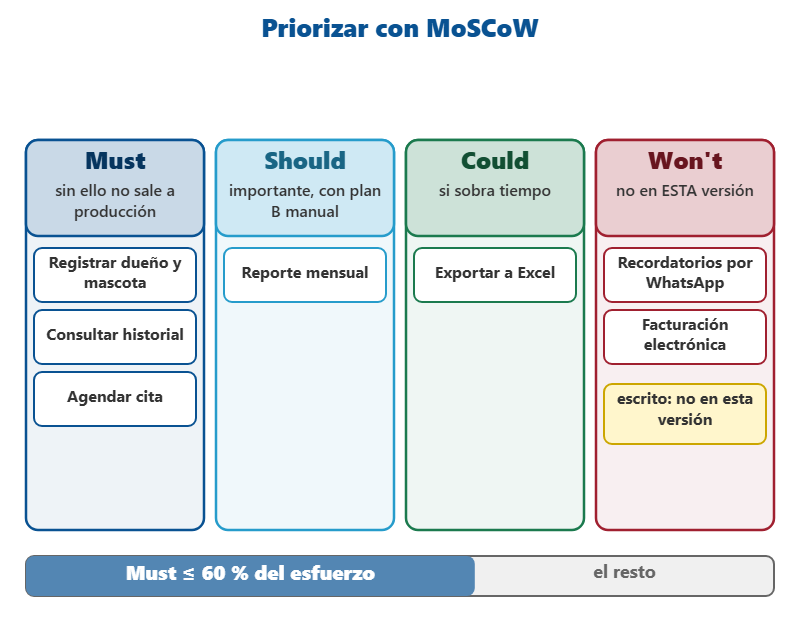 Priorizar con MoSCoW
Must
sin ello no sale a
producción
Registrar dueño y
mascota
Consultar historial
Agendar cita
Should
importante, con plan
B manual
Reporte mensual
Could
si sobra tiempo
Exportar a Excel
Won't
no en ESTA versión
Recordatorios por
WhatsApp
Facturación
electrónica
escrito: no en esta
versión
Must ≤ 60 % del esfuerzo
el resto